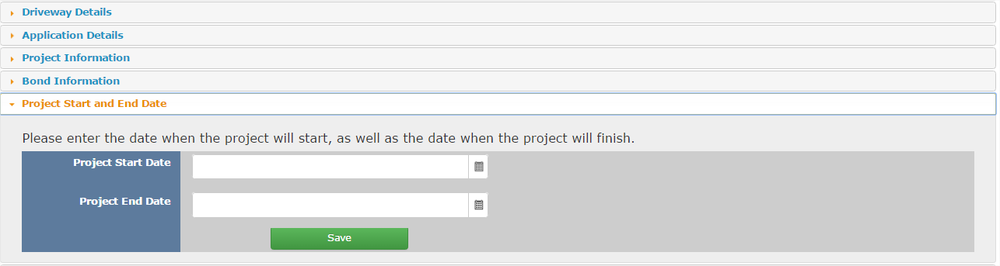 Driveway Details
Application Details
Project Information
Bond Information
Project Start and End Date
Please enter the date when the project will start, as well as the date when the project will finish.
Project Start Date
Project End Date
Save